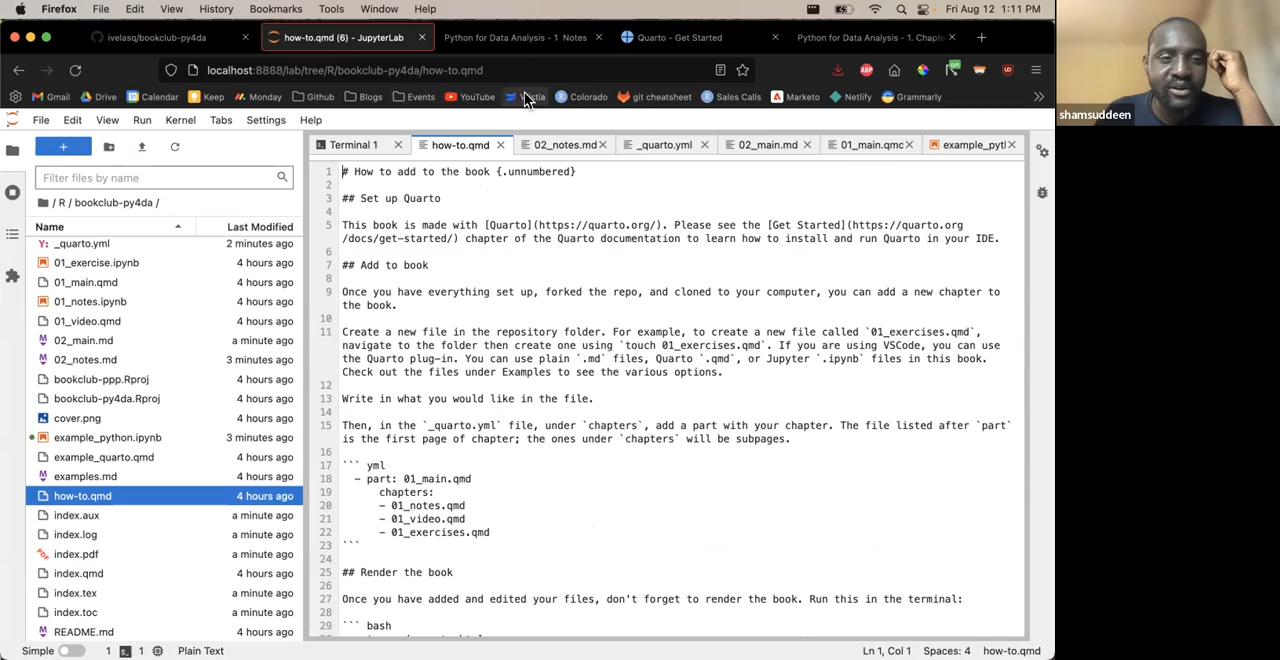 Firefox File Edit View History Bookmarks Tools Window Help Fri Aug 12 1:11 PM
ivelasq/bookclub-py4da how-to.qmd (6) - JupyterLab Python for Data Analysis - 1 Notes Quarto - Get Started Python for Data Analysis - 1. Chapte
localhost:8888/lab/tree/R/bookclub-py4da/how-to.qmd
Gmail Drive Calendar Keep Monday Github Blogs Events YouTube Colorado git cheatsheet Sales Calls Marketo Netlify Grammarly
shamsuddeen
File Edit View Run Kernel Tabs Settings Help
Terminal 1 how-to.qmd 02_notes.md _quarto.yml 02_main.md 01_main.qmd example_pytl
Filter files by name
/ R / bookclub-py4da /
Name Last Modified
_quarto.yml 2 minutes ago
01_exercise.ipynb 4 hours ago
01_main.qmd 4 hours ago
01_notes.ipynb 4 hours ago
01_video.qmd 4 hours ago
02_main.md a minute ago
02_notes.md 3 minutes ago
bookclub-ppp.Rproj 4 hours ago
bookclub-py4da.Rproj 4 hours ago
cover.png 4 hours ago
example_python.ipynb 3 minutes ago
example_quarto.qmd 4 hours ago
examples.md 4 hours ago
how-to.qmd 4 hours ago
index.aux a minute ago
index.log a minute ago
index.pdf a minute ago
index.qmd 4 hours ago
index.tex a minute ago
index.toc a minute ago
README.md 4 hours ago
1 # How to add to the book {.unnumbered}
2
3 ## Set up Quarto
4
5 This book is made with [Quarto](https://quarto.org/). Please see the [Get Started](https://quarto.org
/docs/get-started/) chapter of the Quarto documentation to learn how to install and run Quarto in your IDE.
6
7 ## Add to book
8
9 Once you have everything set up, forked the repo, and cloned to your computer, you can add a new chapter to
the book.
10
11 Create a new file in the repository folder. For example, to create a new file called `01_exercises.qmd`,
navigate to the folder then create one using `touch 01_exercises.qmd`. If you are using VSCode, you can use
the Quarto plug-in. You can use plain `.md` files, Quarto `.qmd`, or Jupyter `.ipynb` files in this book.
Check out the files under Examples to see the various options.
12
13 Write in what you would like in the file.
14
15 Then, in the `_quarto.yml` file, under `chapters`, add a part with your chapter. The file listed after `part`
is the first page of chapter; the ones under `chapters` will be subpages.
16
17 ``` yml
18 - part: 01_main.qmd
19 chapters:
20 - 01_notes.qmd
21 - 01_video.qmd
22 - 01_exercises.qmd
23 ```
24
25 ## Render the book
26
27 Once you have added and edited your files, don't forget to render the book. Run this in the terminal:
28
29 ``` bash
Simple 1 1 Plain Text Ln 1, Col 1 Spaces: 4 how-to.qmd